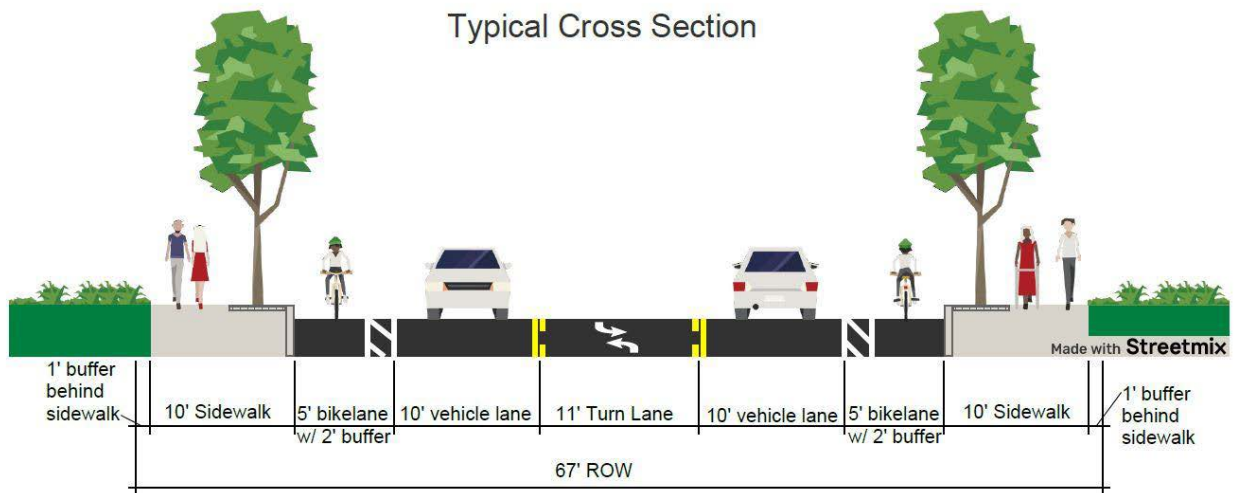 Typical Cross Section
Made with Streetmix
1' buffer
behind
sidewalk
10' Sidewalk
5' bikelane
w/ 2' buffer
10' vehicle lane
11' Turn Lane
10' vehicle lane
5' bikelane
w/ 2' buffer
10' Sidewalk
1' buffer
behind
sidewalk
67' ROW